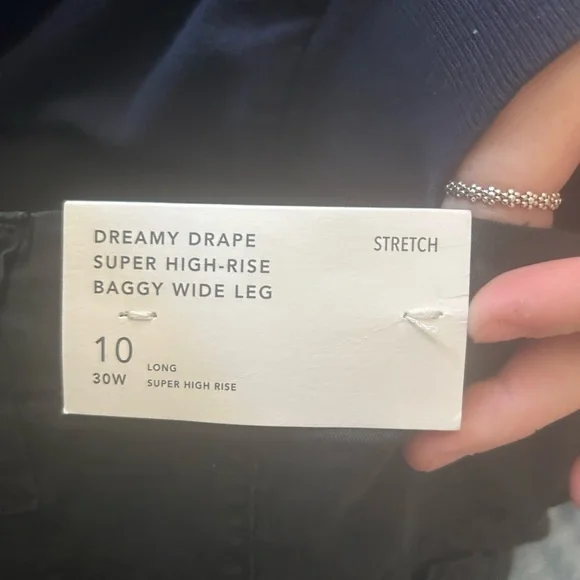 DREAMY DRAPE
SUPER HIGH-RISE
BAGGY WIDE LEG
STRETCH
10
30W
LONG
SUPER HIGH RISE